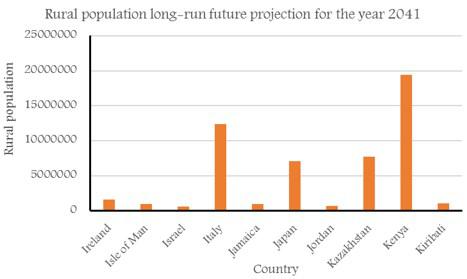 Rural population long-run future projection for the year 2041
Rural population
25000000
20000000
15000000
10000000
5000000
0
Ireland
Isle of Man
Israel
Italy
Jamaica
Japan
Jordan
Kazakhstan
Kenya
Kiribati
Country